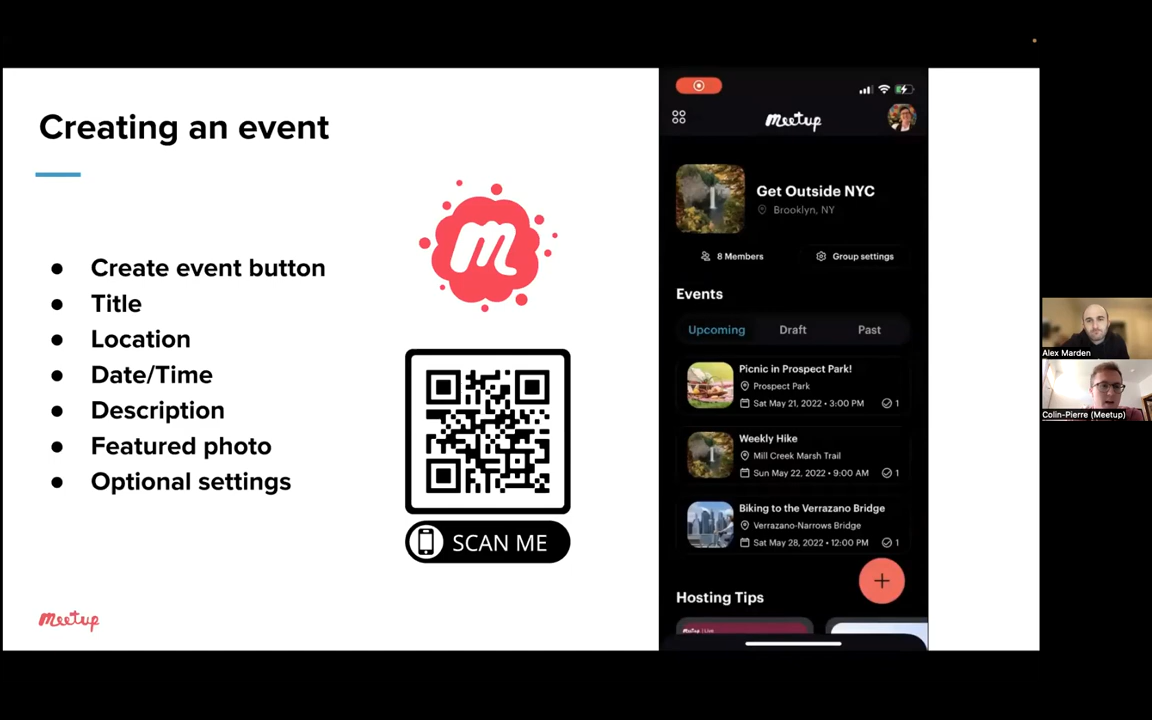 Creating an event
● Create event button
● Title
● Location
● Date/Time
● Description
● Featured photo
● Optional settings
m
SCAN ME
meetup
meetup
Get Outside NYC
Brooklyn, NY
8 Members
Group settings
Events
Upcoming Draft Past
Picnic in Prospect Park!
Prospect Park
Sat May 21, 2022 • 3:00 PM 1
Weekly Hike
Mill Creek Marsh Trail
Sun May 22, 2022 • 9:00 AM 1
Biking to the Verrazano Bridge
Verrazano-Narrows Bridge
Sat May 28, 2022 • 12:00 PM 1
+
Hosting Tips
meetup | Live
Alex Marden
Colin-Pierre (Meetup)